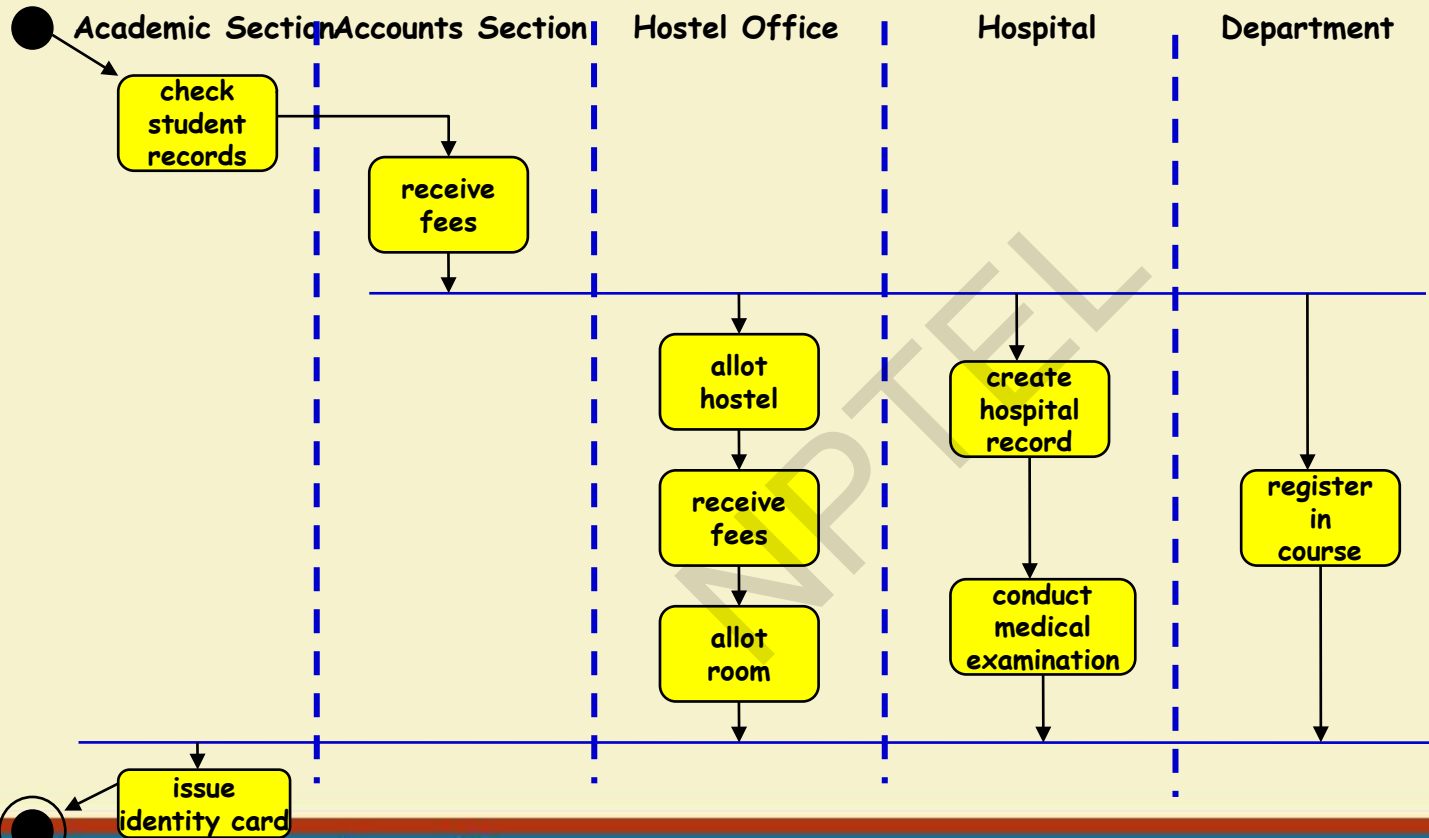 Academic Section Accounts Section Hostel Office Hospital Department
check
student
records
receive
fees
allot
hostel
receive
fees
allot
room
create
hospital
record
conduct
medical
examination
register
in
course
issue
identity card
NPTEL